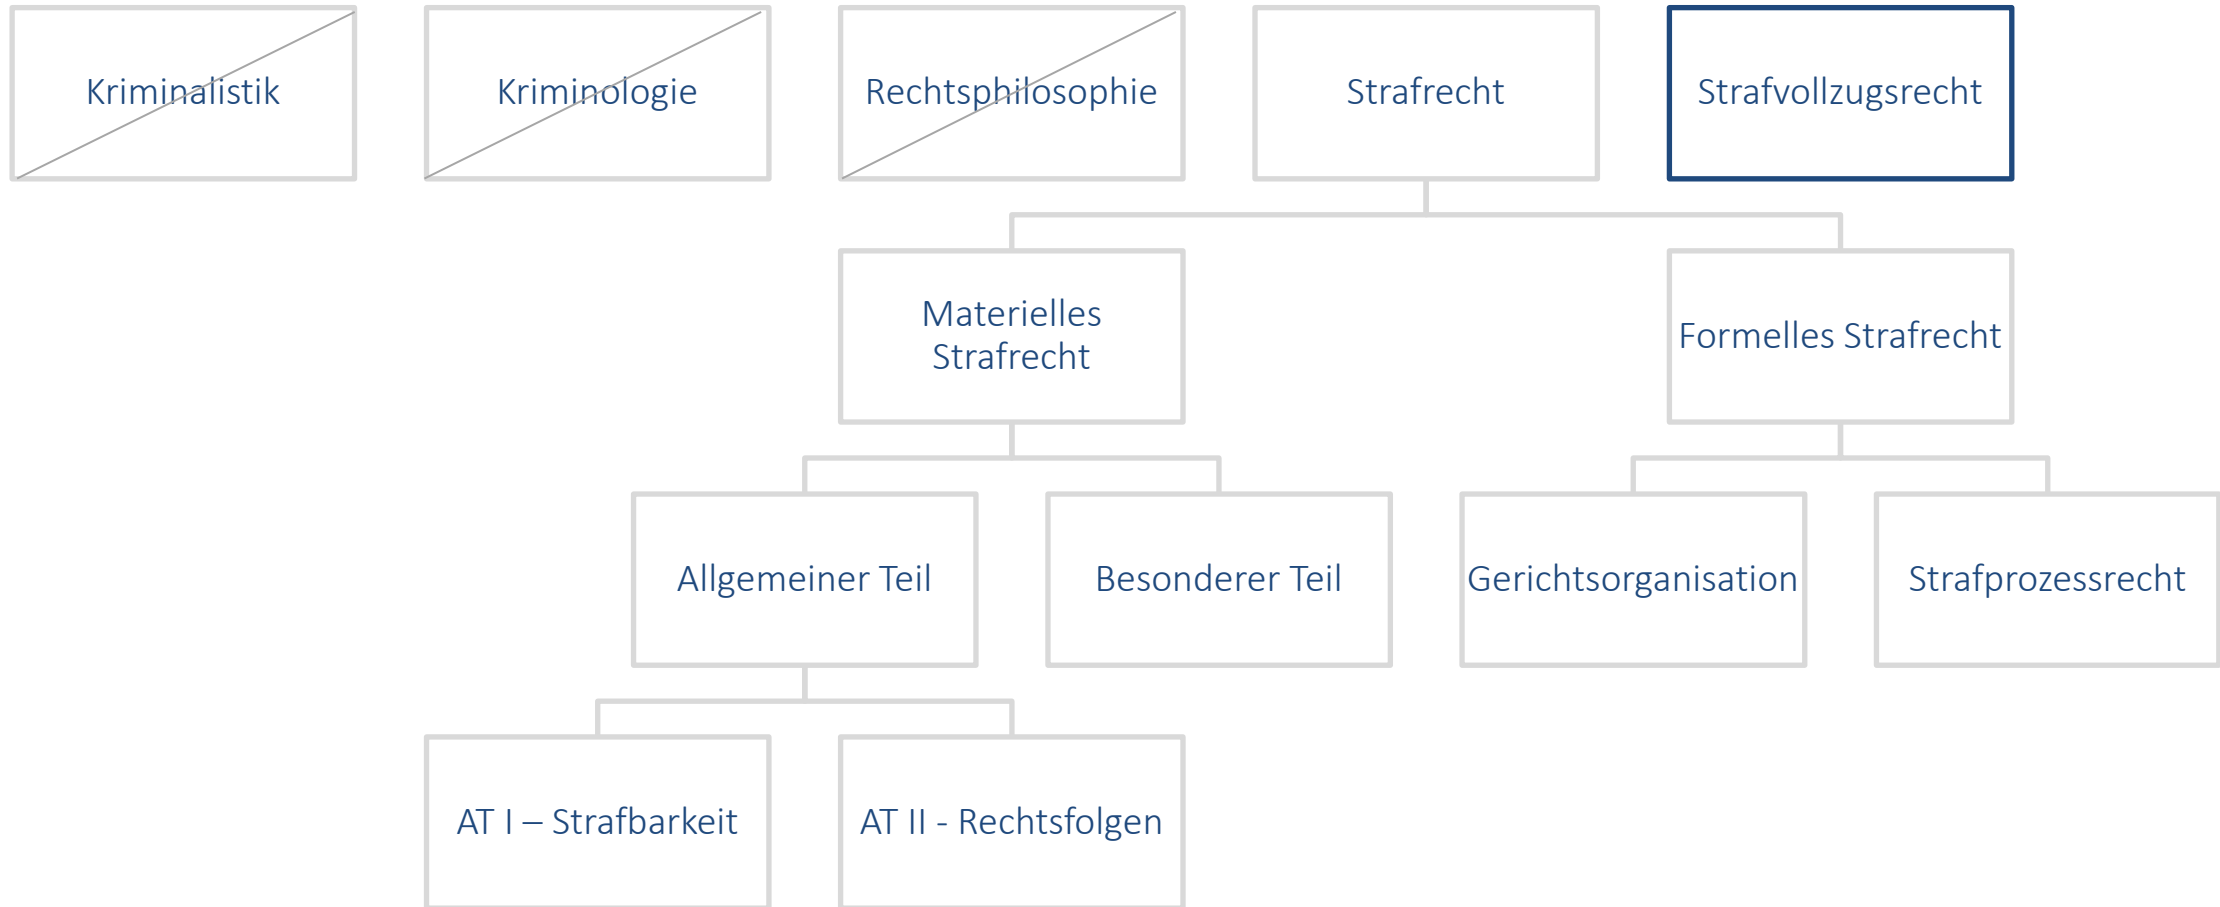 Kriminalistik
Kriminologie
Rechtsphilosophie
Strafrecht
Strafvollzugsrecht
Materielles
Strafrecht
Formelles Strafrecht
Allgemeiner Teil
Besonderer Teil
Gerichtsorganisation
Strafprozessrecht
AT I – Strafbarkeit
AT II - Rechtsfolgen